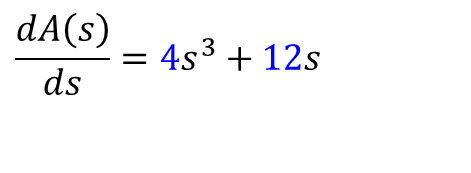 dA(s)/ds = 4s³ + 12s